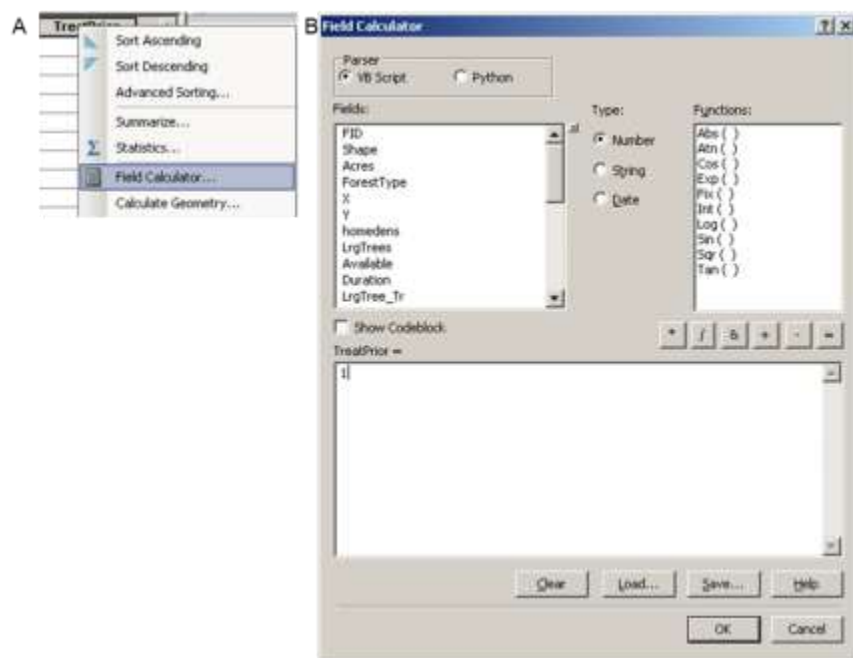 A
TreatPrior
Sort Ascending
Sort Descending
Advanced Sorting...
Summarize...
Σ Statistics...
Field Calculator...
Calculate Geometry...
B
Field Calculator
Parser
VB Script Python
Fields:
FID
Shape
Acres
ForestType
X
Y
homedens
LrgTrees
Available
Duration
LrgTree_Tr
Type:
Number
String
Date
Functions:
Abs ( )
Atn ( )
Cos ( )
Exp ( )
Fix ( )
Int ( )
Log ( )
Sin ( )
Sqr ( )
Tan ( )
Show Codeblock
* / & + - =
TreatPrior =
1
Clear Load... Save... Help
OK Cancel